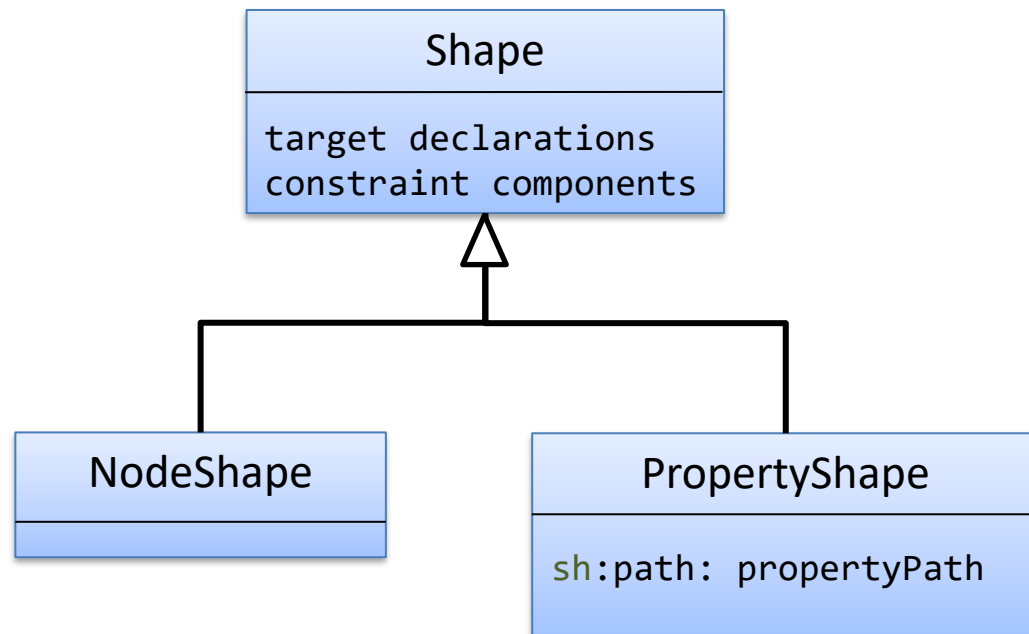 Shape
target declarations
constraint components
NodeShape
PropertyShape
sh:path: propertyPath